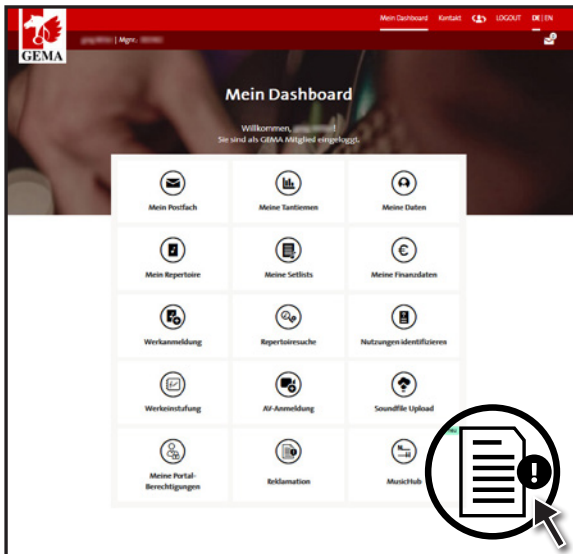 Mein Dashboard Kontakt LOGOUT DE | EN
| Mgnr.
GEMA
Mein Dashboard
Willkommen, !
Sie sind als GEMA Mitglied eingeloggt.
Mein Postfach Meine Tantiemen Meine Daten
Mein Repertoire Meine Setlists Meine Finanzdaten
€
Werkanmeldung Repertoiresuche Nutzungen identifizieren
Werkeinstufung AV-Anmeldung Soundfile Upload
Meine Portal-
Berechtigungen Reklamation MusicHub
!